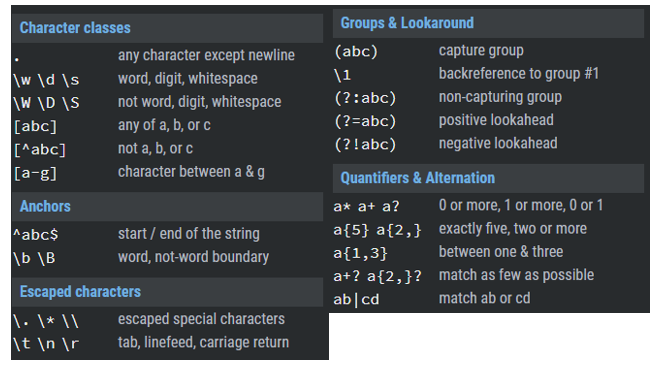 Character classes
. any character except newline
\w \d \s word, digit, whitespace
\W \D \S not word, digit, whitespace
[abc] any of a, b, or c
[^abc] not a, b, or c
[a-g] character between a & g
Anchors
^abc$ start / end of the string
\b \B word, not-word boundary
Escaped characters
\. \* \\ escaped special characters
\t \n \r tab, linefeed, carriage return
Groups & Lookaround
(abc) capture group
\1 backreference to group #1
(?:abc) non-capturing group
(?=abc) positive lookahead
(?!abc) negative lookahead
Quantifiers & Alternation
a* a+ a? 0 or more, 1 or more, 0 or 1
a{5} a{2,} exactly five, two or more
a{1,3} between one & three
a+? a{2,}? match as few as possible
ab|cd match ab or cd